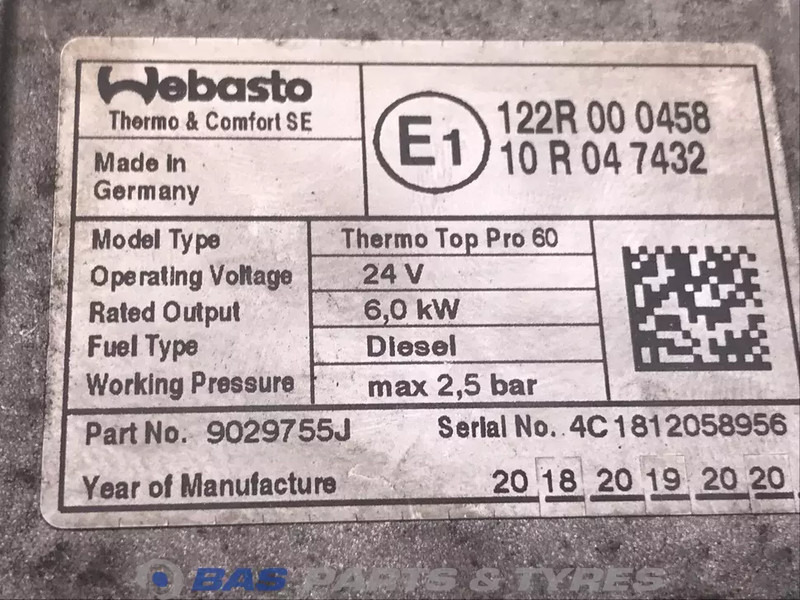 Webasto
Thermo & Comfort SE
Made in
Germany
E1
122R 00 0458
10 R 04 7432
Model Type Thermo Top Pro 60
Operating Voltage 24 V
Rated Output 6,0 kW
Fuel Type Diesel
Working Pressure max 2,5 bar
Part No. 9029755J Serial No. 4C1812058956
Year of Manufacture 20 18 20 19 20 20
BAS PARTS & TYRES